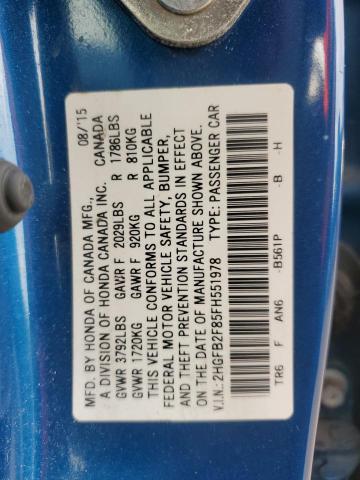 MFD. BY HONDA OF CANADA MFG., 08/'15
A DIVISION OF HONDA CANADA INC. CANADA
GVWR 3792LBS GAWR F 2029LBS R 1786LBS
GVWR 1720KG GAWR F 920KG R 810KG
THIS VEHICLE CONFORMS TO ALL APPLICABLE
FEDERAL MOTOR VEHICLE SAFETY, BUMPER,
AND THEFT PREVENTION STANDARDS IN EFFECT
ON THE DATE OF MANUFACTURE SHOWN ABOVE.
V.I.N.: 2HGFB2F85FH551978 TYPE: PASSENGER CAR
TR6 F AN6 -B561P -B -H